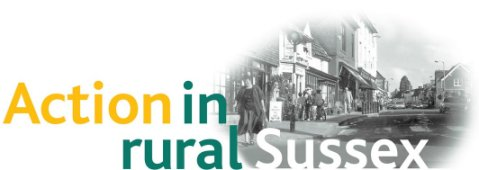 Action in
rural Sussex